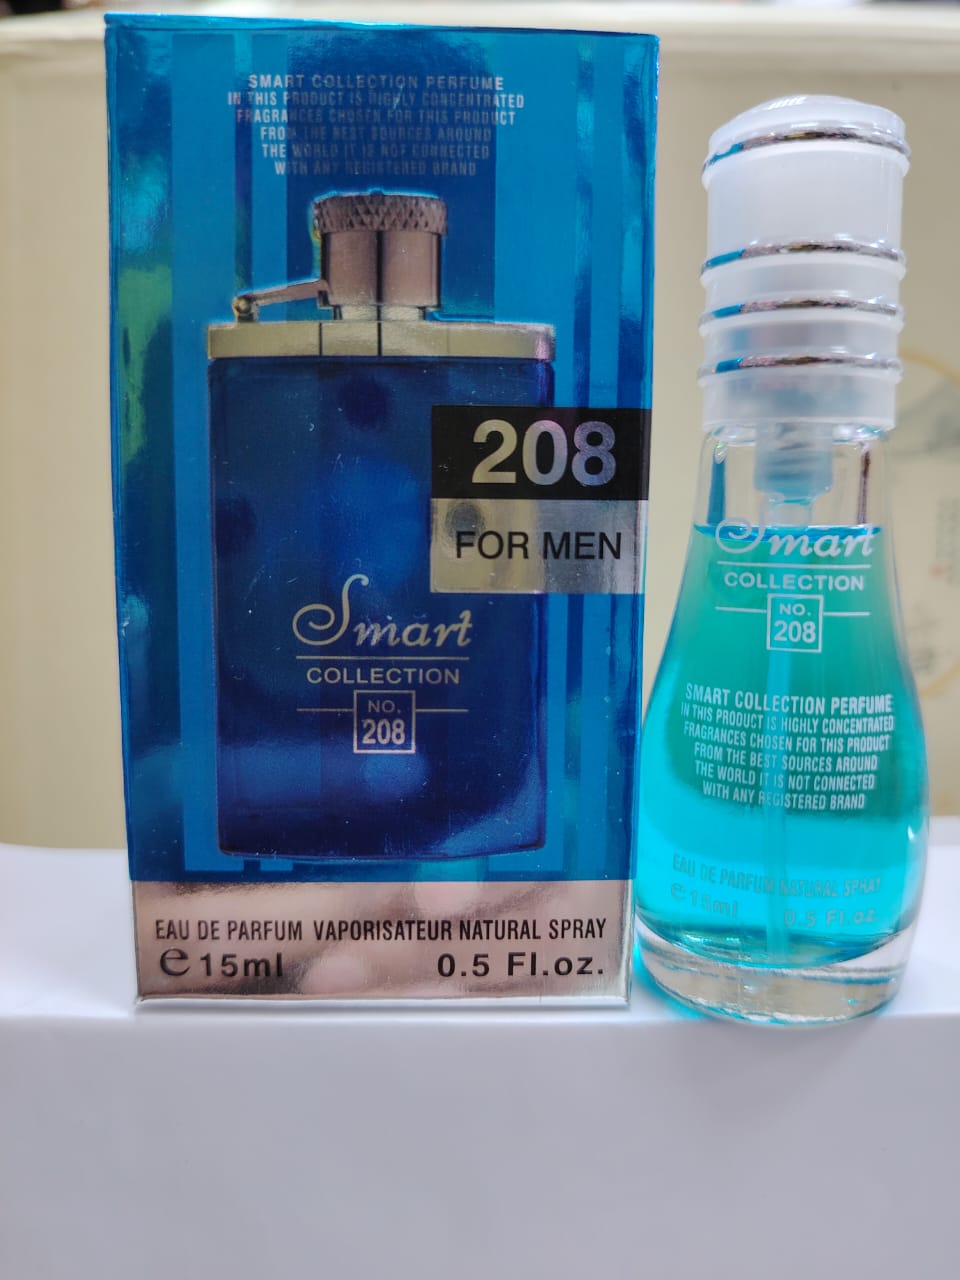 SMART COLLECTION PERFUME
IN THIS PRODUCT IS HIGHLY CONCENTRATED
FRAGRANCES CHOSEN FOR THIS PRODUCT
FROM THE BEST SOURCES AROUND
THE WORLD IT IS NOT CONNECTED
WITH ANY REGISTERED BRAND
208
FOR MEN
Smart
COLLECTION
NO.
208
EAU DE PARFUM VAPORISATEUR NATURAL SPRAY
e 15ml 0.5 Fl.oz.
Smart
COLLECTION
NO.
208
SMART COLLECTION PERFUME
IN THIS PRODUCT IS HIGHLY CONCENTRATED
FRAGRANCES CHOSEN FOR THIS PRODUCT
FROM THE BEST SOURCES AROUND
THE WORLD IT IS NOT CONNECTED
WITH ANY REGISTERED BRAND
EAU DE PARFUM NATURAL SPRAY
e 15ml 0.5 Fl.oz